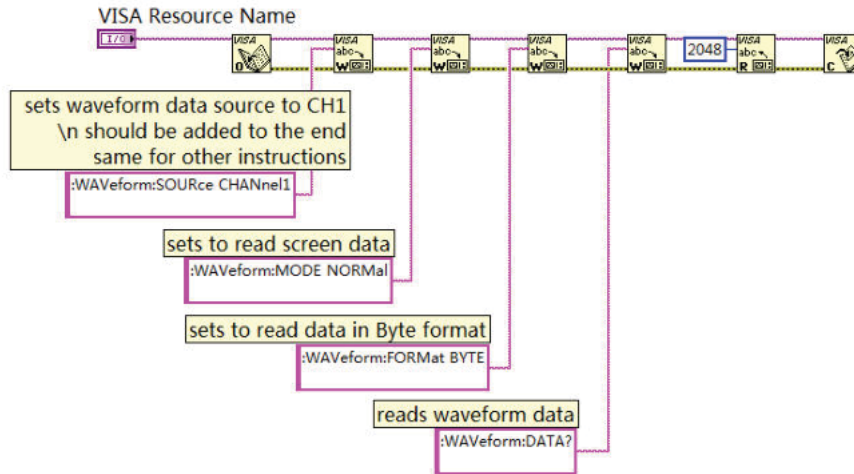 VISA Resource Name
I/O
VISA
O
VISA
abc
W
VISA
abc
W
VISA
abc
W
VISA
abc
W
2048
VISA
abc
R
VISA
C
sets waveform data source to CH1
\n should be added to the end
same for other instructions
:WAVeform:SOURce CHANnel1
sets to read screen data
:WAVeform:MODE NORMal
sets to read data in Byte format
:WAVeform:FORMat BYTE
reads waveform data
:WAVeform:DATA?